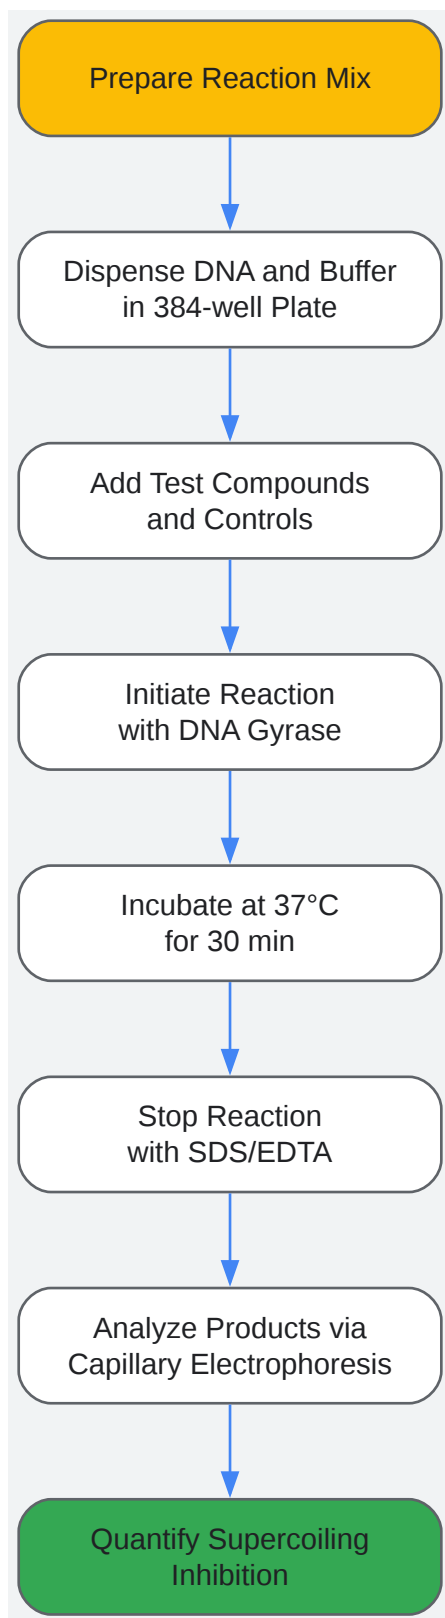 Prepare Reaction Mix
Dispense DNA and Buffer
in 384-well Plate
Add Test Compounds
and Controls
Initiate Reaction
with DNA Gyrase
Incubate at 37°C
for 30 min
Stop Reaction
with SDS/EDTA
Analyze Products via
Capillary Electrophoresis
Quantify Supercoiling
Inhibition